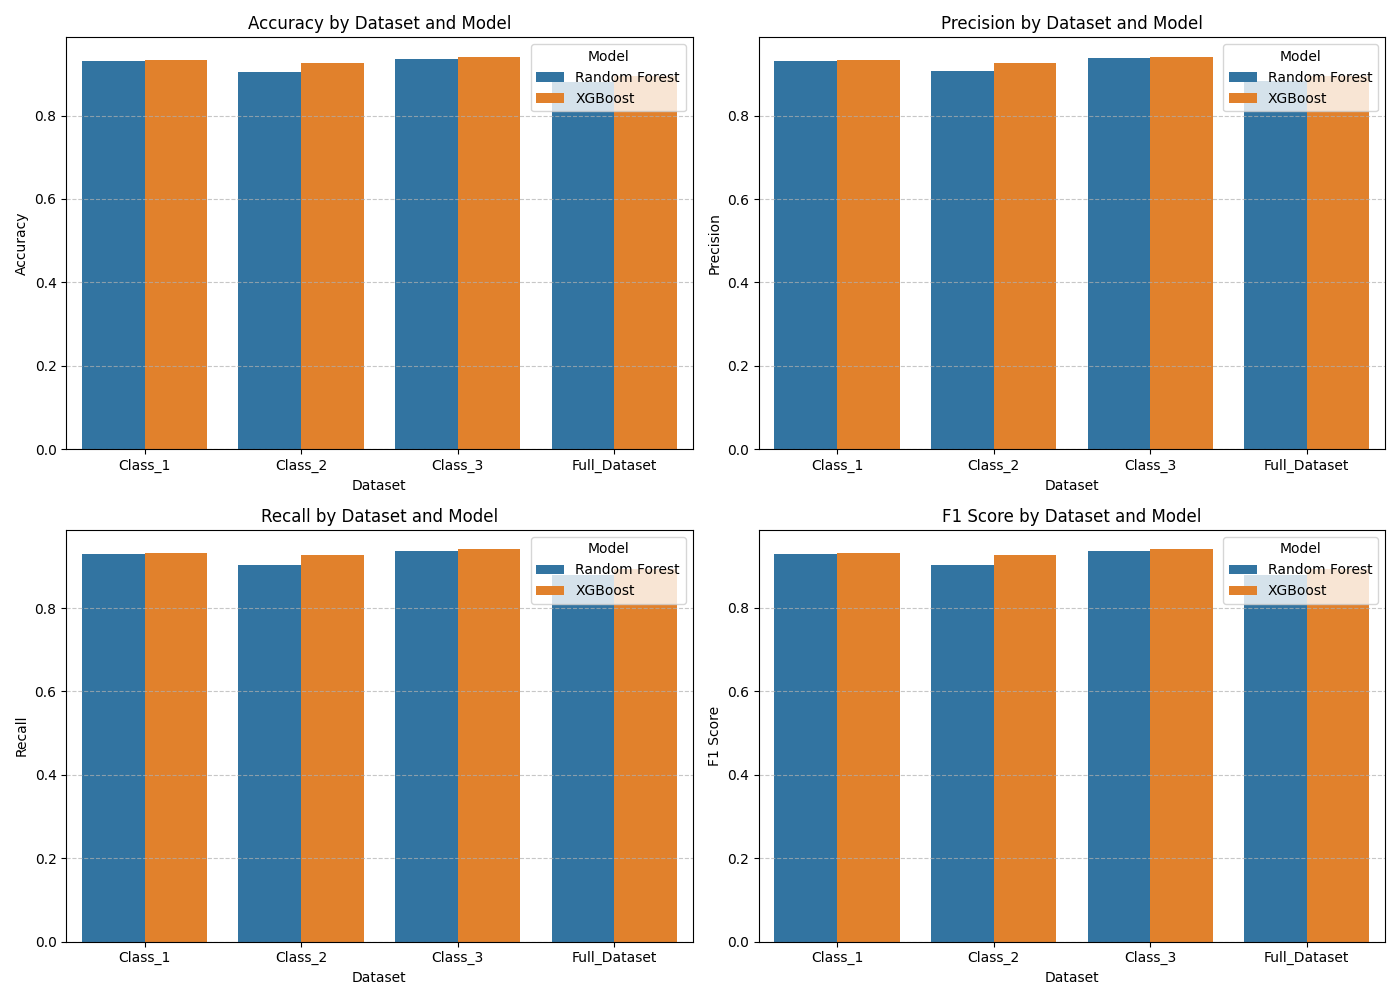 Accuracy by Dataset and Model
Accuracy
0.8
0.6
0.4
0.2
0.0
Model
Random Forest
XGBoost
Class_1 Class_2 Class_3 Full_Dataset
Dataset
Precision by Dataset and Model
Precision
0.8
0.6
0.4
0.2
0.0
Model
Random Forest
XGBoost
Class_1 Class_2 Class_3 Full_Dataset
Dataset
Recall by Dataset and Model
Recall
0.8
0.6
0.4
0.2
0.0
Model
Random Forest
XGBoost
Class_1 Class_2 Class_3 Full_Dataset
Dataset
F1 Score by Dataset and Model
F1 Score
0.8
0.6
0.4
0.2
0.0
Model
Random Forest
XGBoost
Class_1 Class_2 Class_3 Full_Dataset
Dataset